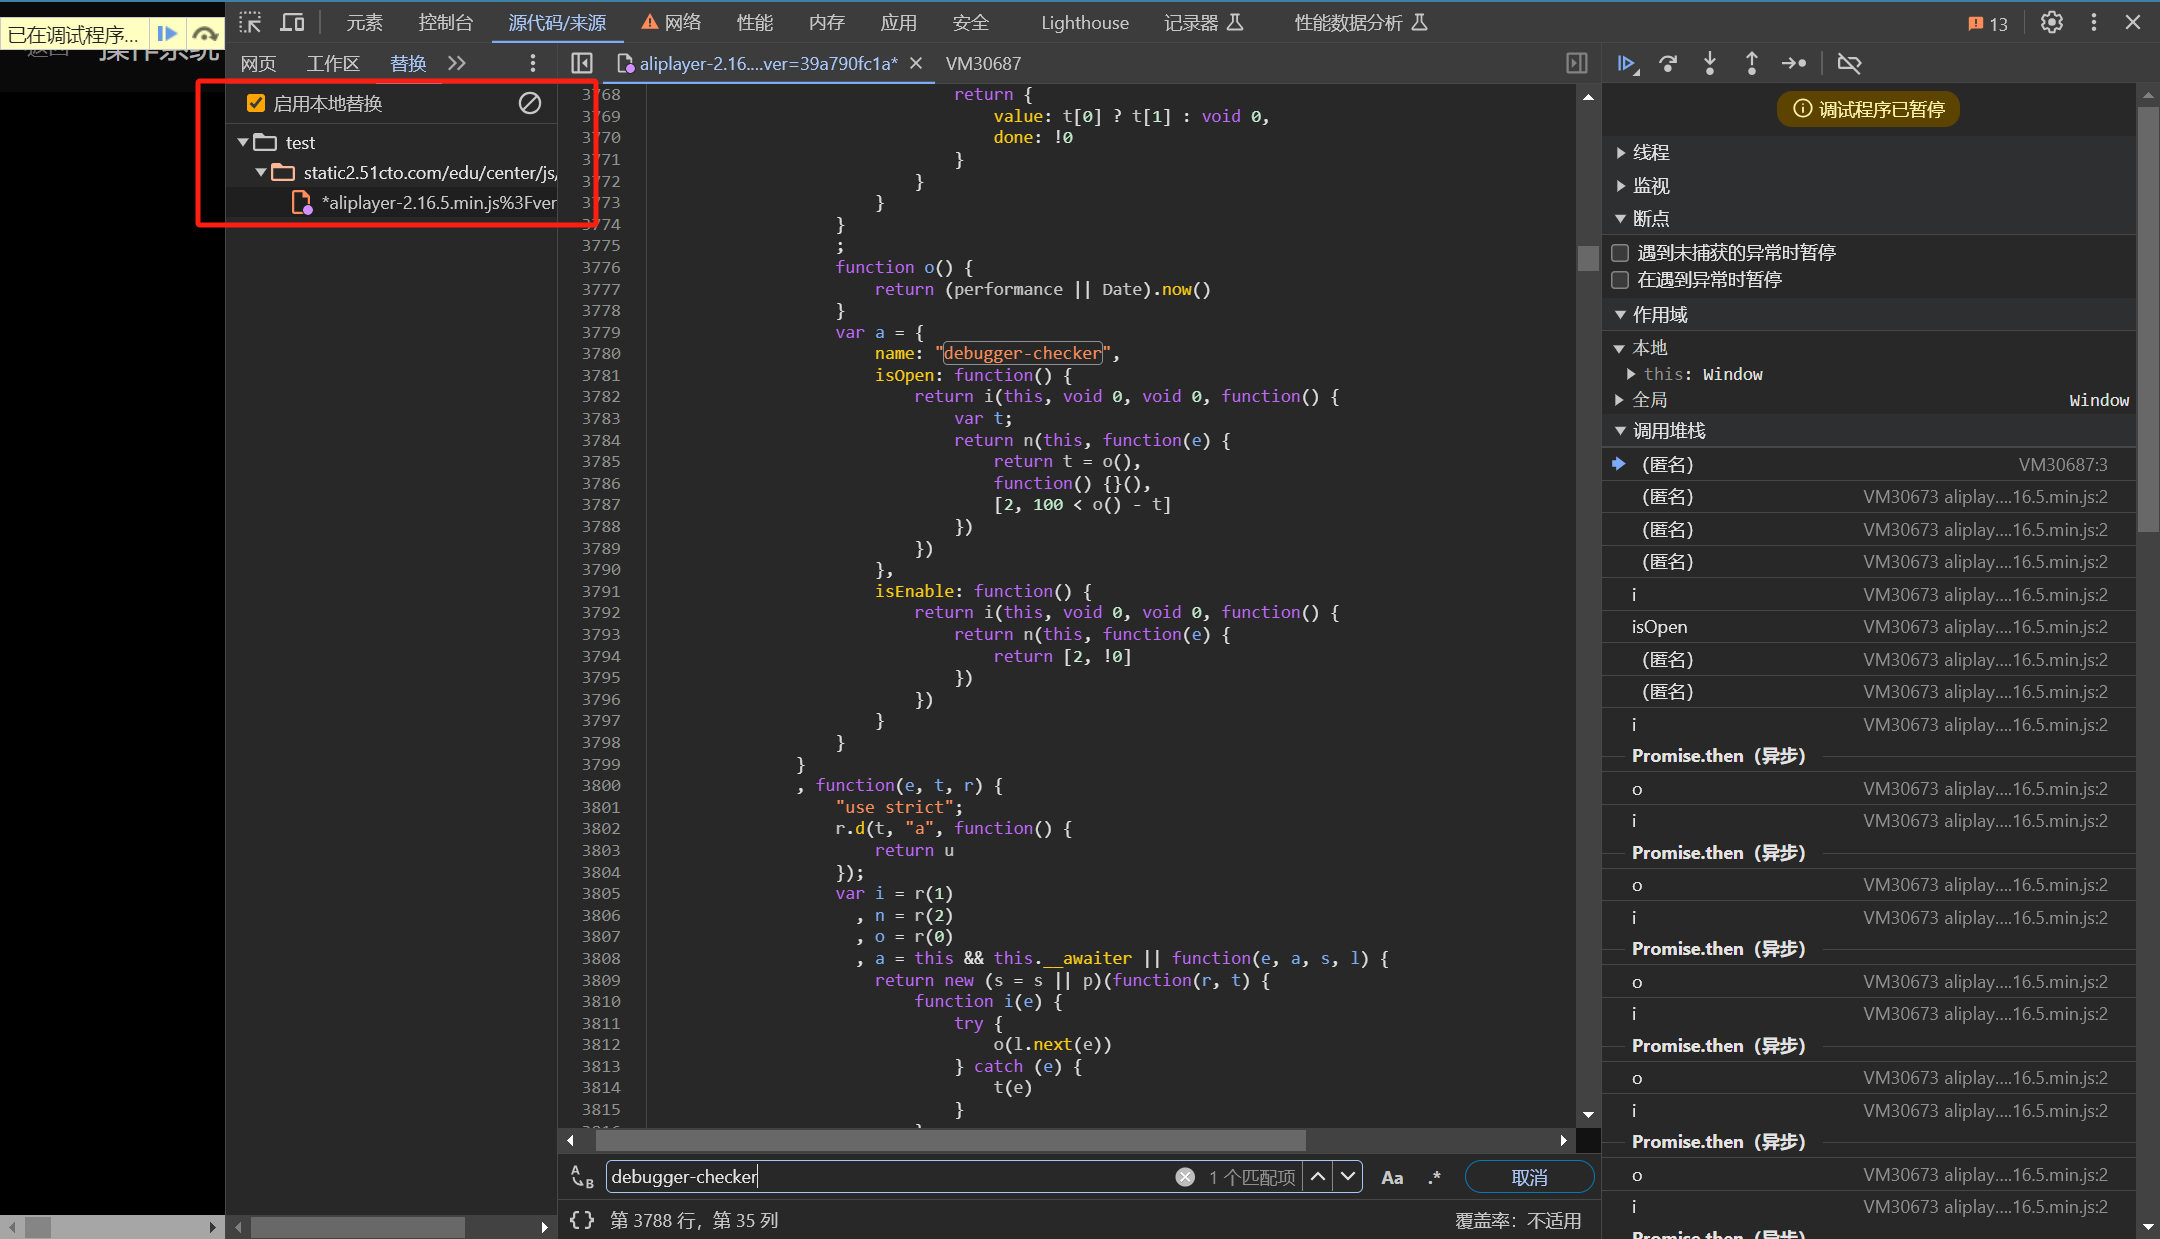 已在调试程序...
返回
操作系统
元素 控制台 源代码/来源 网络 性能 内存 应用 安全 Lighthouse 记录器 性能数据分析 13
网页 工作区 替换
aliplayer-2.16....ver=39a790fc1a* VM30687
启用本地替换
test
static2.51cto.com/edu/center/js/
*aliplayer-2.16.5.min.js%3Fver
3768 return {
3769 value: t[0] ? t[1] : void 0,
3770 done: !0
3771 }
3772 }
3773 }
3774 }
3775 ;
3776 function o() {
3777 return (performance || Date).now()
3778 }
3779 var a = {
3780 name: "debugger-checker",
3781 isOpen: function() {
3782 return i(this, void 0, void 0, function() {
3783 var t;
3784 return n(this, function(e) {
3785 return t = o(),
3786 function() {}(),
3787 [2, 100 < o() - t]
3788 })
3789 })
3790 },
3791 isEnable: function() {
3792 return i(this, void 0, void 0, function() {
3793 return n(this, function(e) {
3794 return [2, !0]
3795 })
3796 })
3797 }
3798 }
3799 }
3800 , function(e, t, r) {
3801 "use strict";
3802 r.d(t, "a", function() {
3803 return u
3804 });
3805 var i = r(1)
3806 , n = r(2)
3807 , o = r(0)
3808 , a = this && this.__awaiter || function(e, a, s, l) {
3809 return new (s = s || p)(function(r, t) {
3810 function i(e) {
3811 try {
3812 o(l.next(e))
3813 } catch (e) {
3814 t(e)
3815 }
debugger-checker 1 个匹配项 Aa .* 取消
{} 第 3788 行，第 35 列 覆盖率：不适用
调试程序已暂停
线程
监视
断点
遇到未捕获的异常时暂停
在遇到异常时暂停
作用域
本地
this: Window
全局 Window
调用堆栈
(匿名) VM30687:3
(匿名) VM30673 aliplay....16.5.min.js:2
(匿名) VM30673 aliplay....16.5.min.js:2
(匿名) VM30673 aliplay....16.5.min.js:2
i VM30673 aliplay....16.5.min.js:2
isOpen VM30673 aliplay....16.5.min.js:2
(匿名) VM30673 aliplay....16.5.min.js:2
(匿名) VM30673 aliplay....16.5.min.js:2
i VM30673 aliplay....16.5.min.js:2
Promise.then（异步）
o VM30673 aliplay....16.5.min.js:2
i VM30673 aliplay....16.5.min.js:2
Promise.then（异步）
o VM30673 aliplay....16.5.min.js:2
i VM30673 aliplay....16.5.min.js:2
Promise.then（异步）
o VM30673 aliplay....16.5.min.js:2
i VM30673 aliplay....16.5.min.js:2
Promise.then（异步）
o VM30673 aliplay....16.5.min.js:2
i VM30673 aliplay....16.5.min.js:2
Promise.then（异步）
o VM30673 aliplay....16.5.min.js:2
i VM30673 aliplay....16.5.min.js:2
Promise.then（异步）